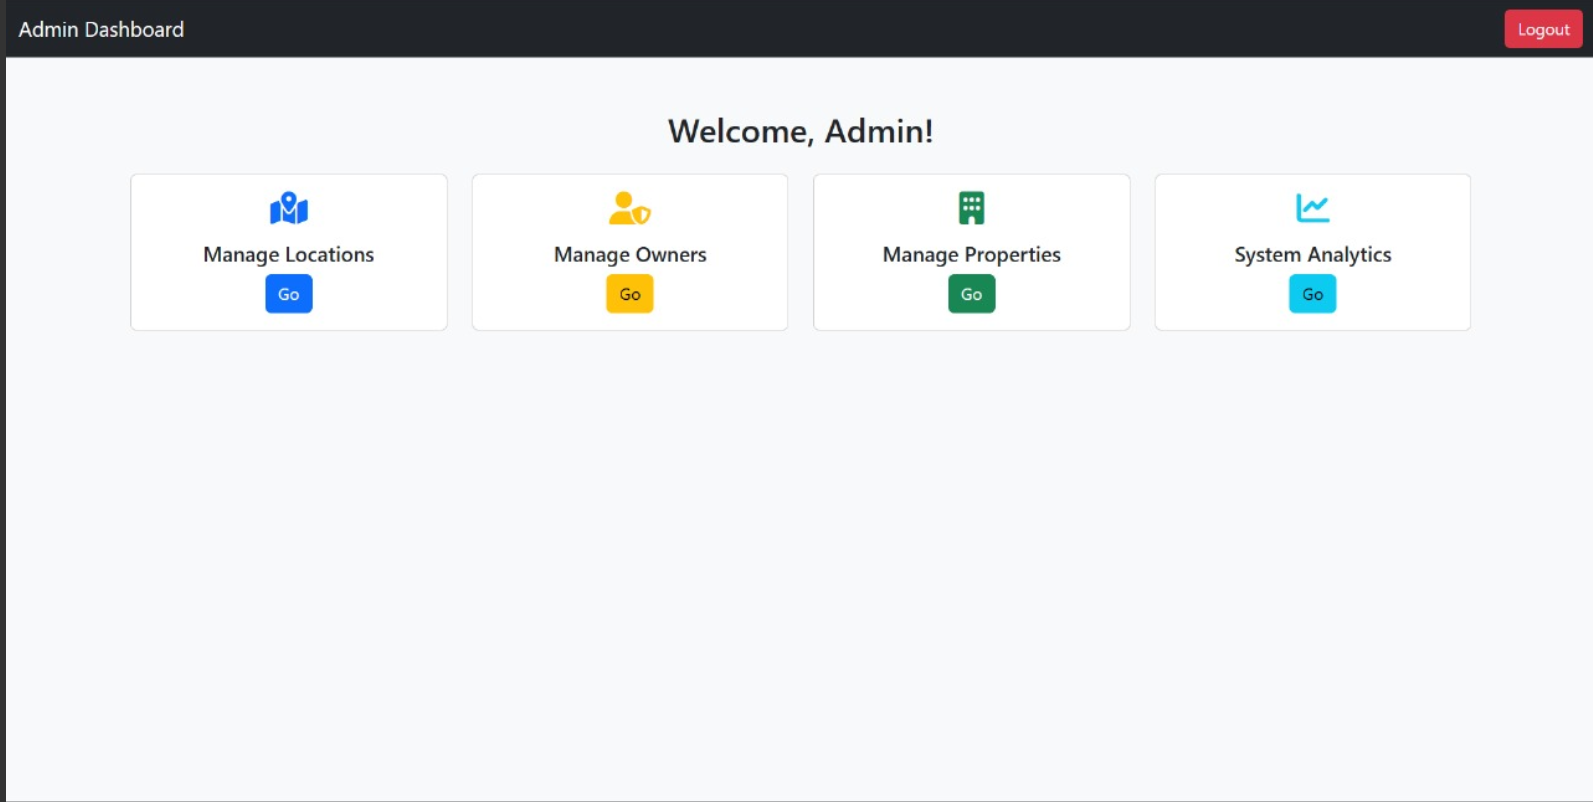 Admin Dashboard Logout
Welcome, Admin!
Manage Locations Manage Owners Manage Properties System Analytics
Go Go Go Go